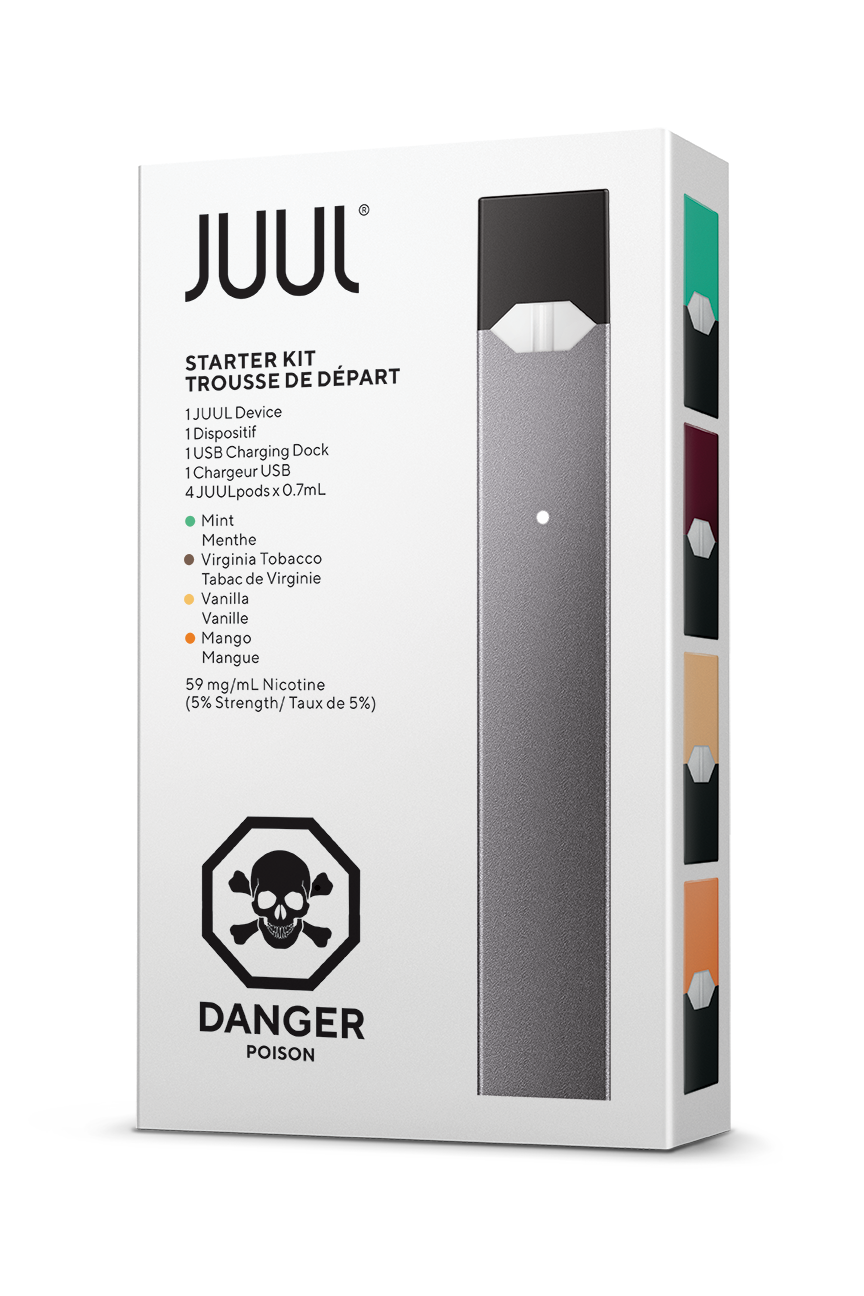 JUUL®
STARTER KIT
TROUSSE DE DÉPART
1 JUUL Device
1 Dispositif
1 USB Charging Dock
1 Chargeur USB
4 JUULpods x 0.7mL
Mint
Menthe
Virginia Tobacco
Tabac de Virginie
Vanilla
Vanille
Mango
Mangue
59 mg/mL Nicotine
(5% Strength/ Taux de 5%)
DANGER
POISON